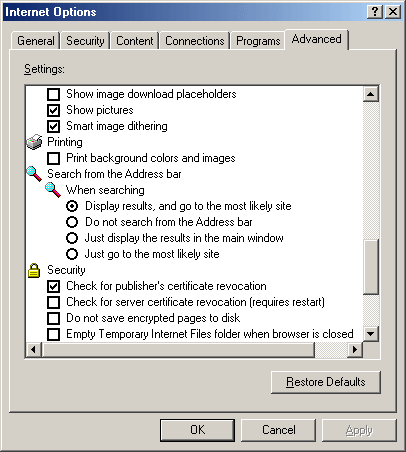 Internet Options
General Security Content Connections Programs Advanced
Settings:
Show image download placeholders
Show pictures
Smart image dithering
Printing
Print background colors and images
Search from the Address bar
When searching
Display results, and go to the most likely site
Do not search from the Address bar
Just display the results in the main window
Just go to the most likely site
Security
Check for publisher's certificate revocation
Check for server certificate revocation (requires restart)
Do not save encrypted pages to disk
Empty Temporary Internet Files folder when browser is closed
Restore Defaults
OK Cancel Apply